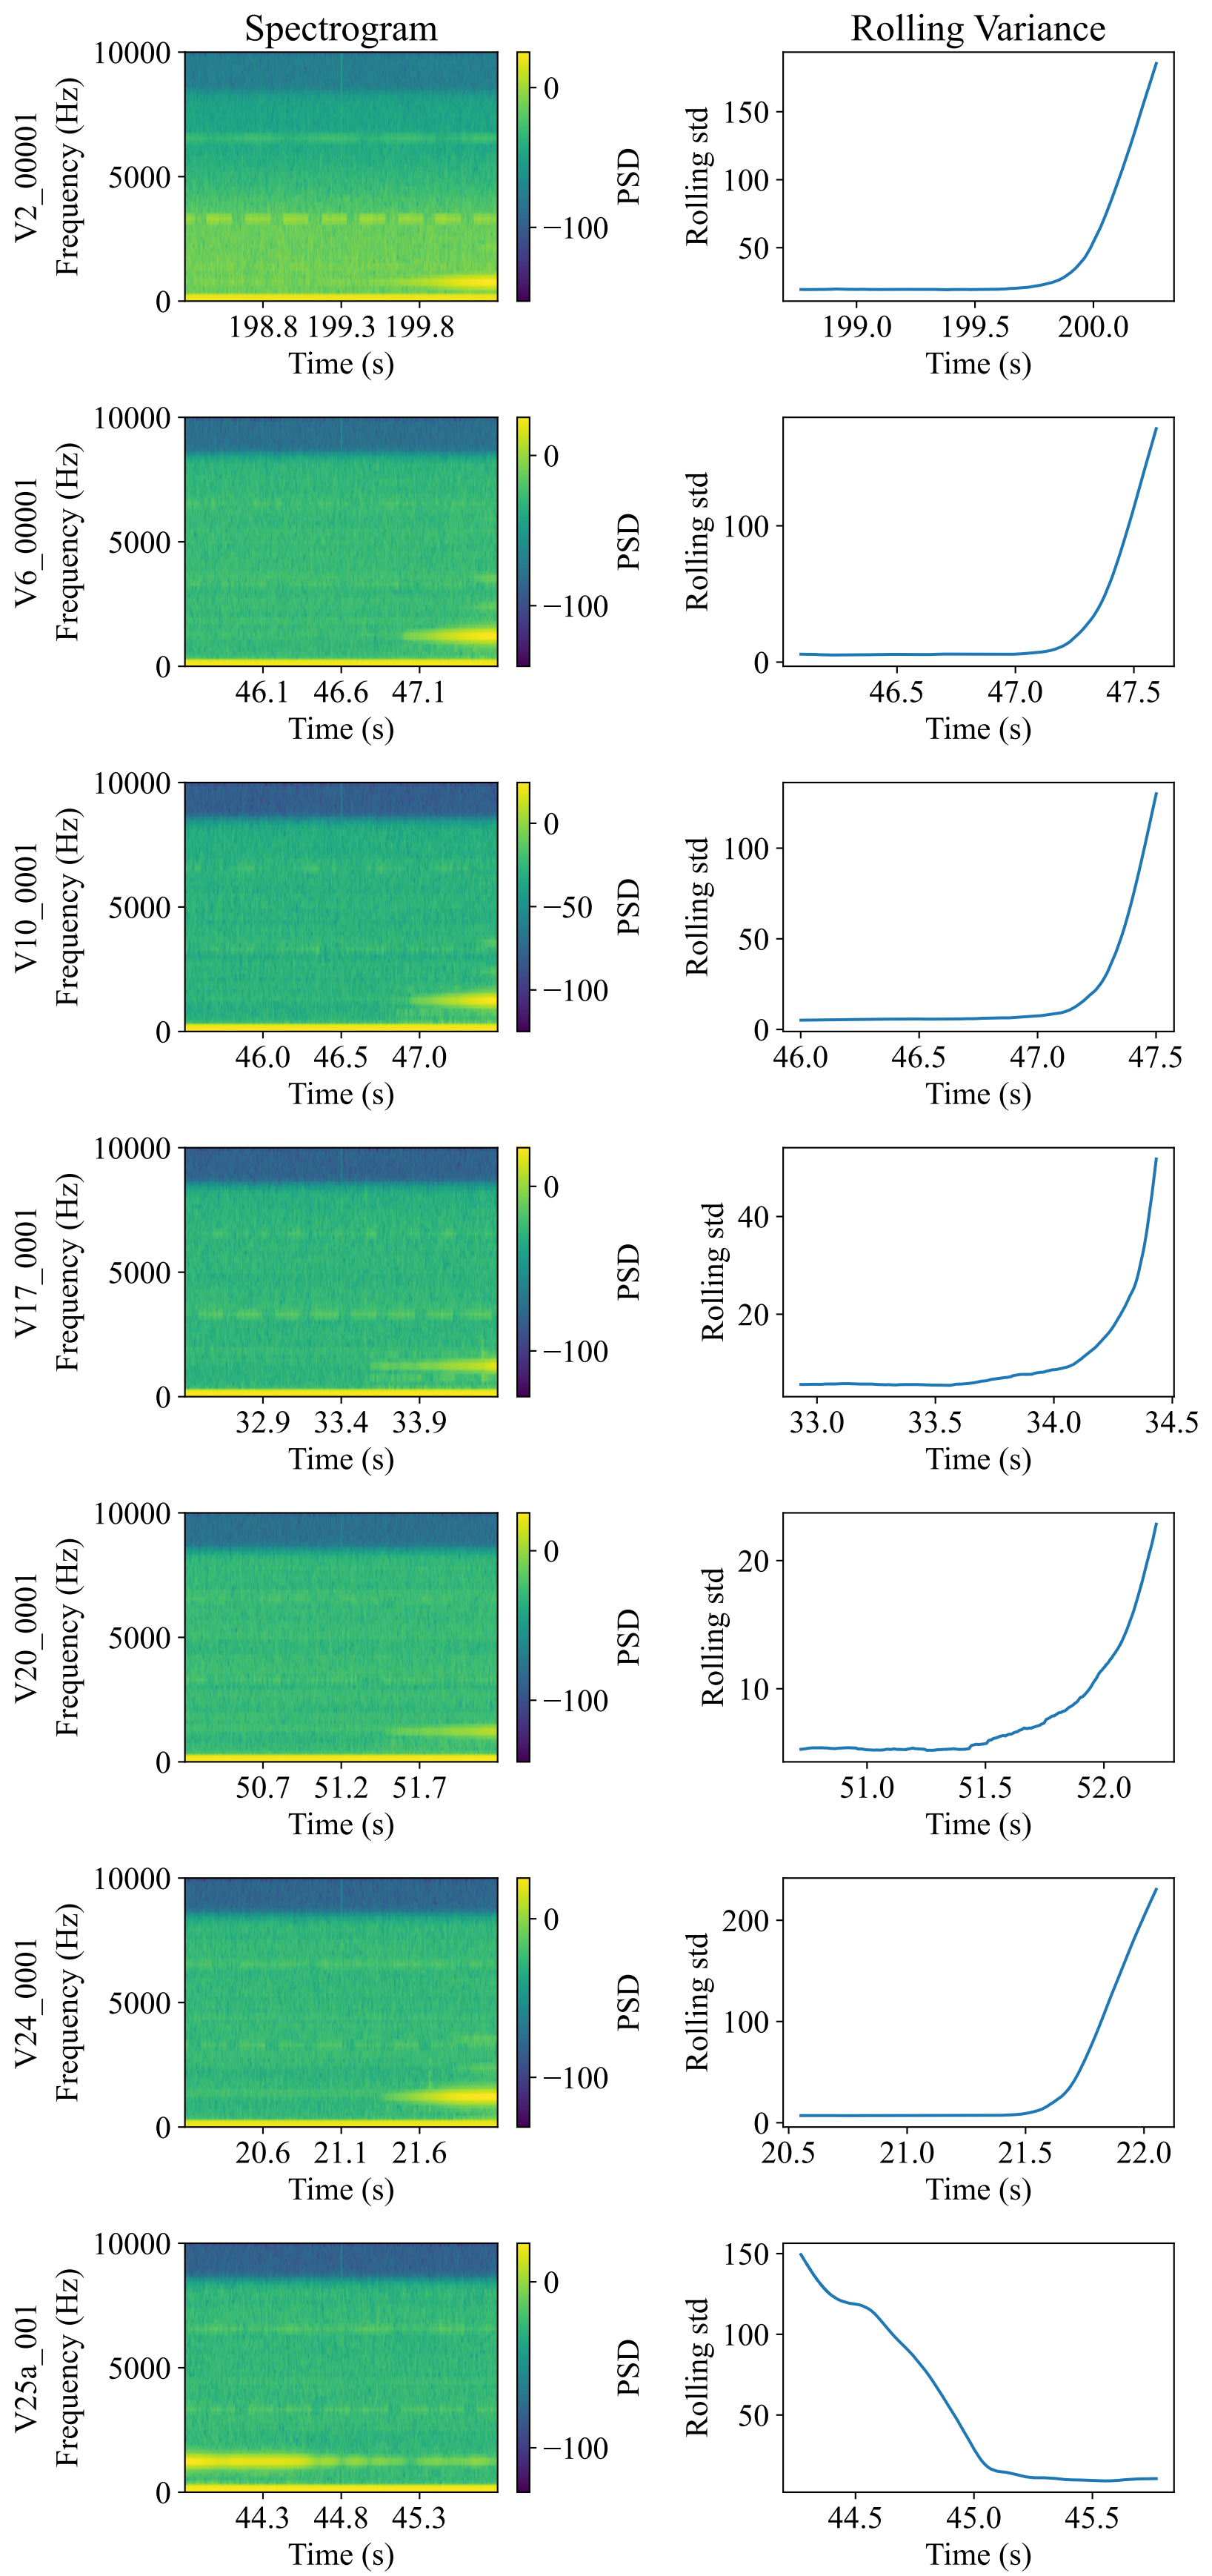 Spectrogram
Rolling Variance
V2_00001
Frequency (Hz)
10000
5000
0
198.8 199.3 199.8
Time (s)
0
−100
PSD
Rolling std
150
100
50
199.0 199.5 200.0
Time (s)
V6_00001
Frequency (Hz)
10000
5000
0
46.1 46.6 47.1
Time (s)
0
−100
PSD
Rolling std
100
0
46.5 47.0 47.5
Time (s)
V10_0001
Frequency (Hz)
10000
5000
0
46.0 46.5 47.0
Time (s)
0
−50
−100
PSD
Rolling std
100
50
0
46.0 46.5 47.0 47.5
Time (s)
V17_0001
Frequency (Hz)
10000
5000
0
32.9 33.4 33.9
Time (s)
0
−100
PSD
Rolling std
40
20
33.0 33.5 34.0 34.5
Time (s)
V20_0001
Frequency (Hz)
10000
5000
0
50.7 51.2 51.7
Time (s)
0
−100
PSD
Rolling std
20
10
51.0 51.5 52.0
Time (s)
V24_0001
Frequency (Hz)
10000
5000
0
20.6 21.1 21.6
Time (s)
0
−100
PSD
Rolling std
200
100
0
20.5 21.0 21.5 22.0
Time (s)
V25a_001
Frequency (Hz)
10000
5000
0
44.3 44.8 45.3
Time (s)
0
−100
PSD
Rolling std
150
100
50
44.5 45.0 45.5
Time (s)